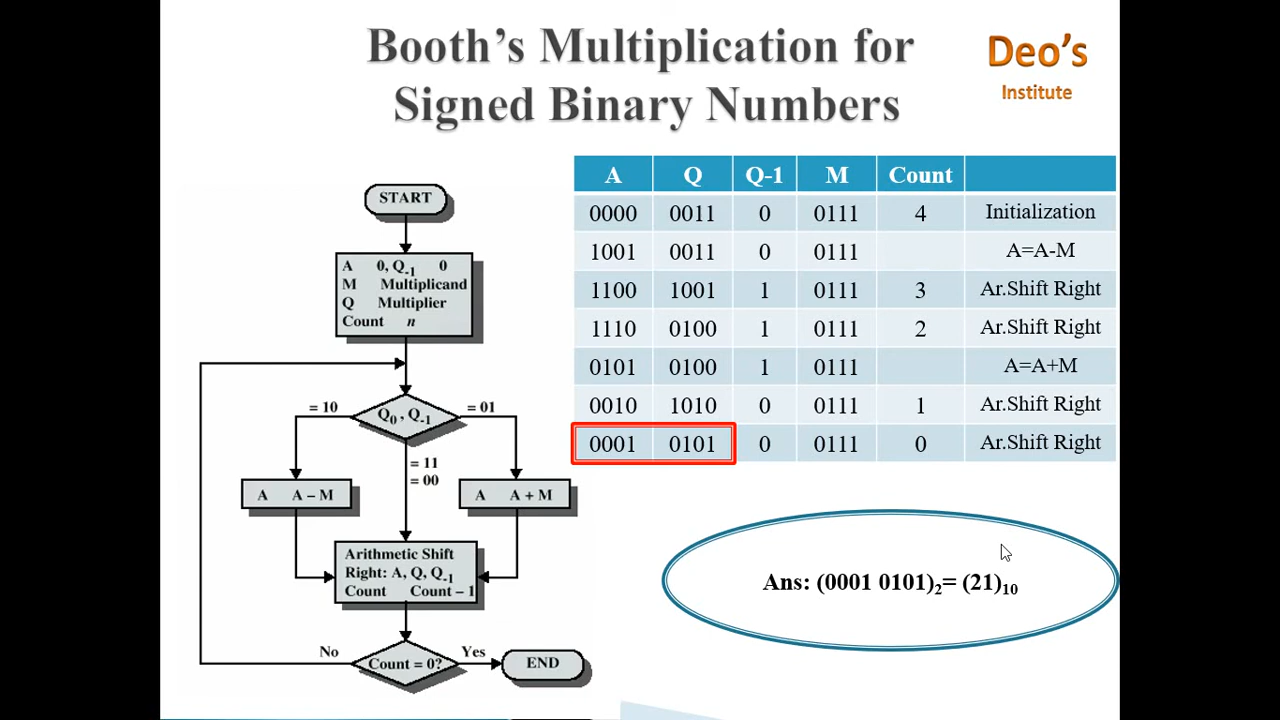 Booth's Multiplication for
Signed Binary Numbers
Deo's
Institute
START
A 0, Q-1 0
M Multiplicand
Q Multiplier
Count n
= 10
Q0 , Q-1
= 01
= 11
= 00
A A – M
A A + M
Arithmetic Shift
Right: A, Q, Q-1
Count Count – 1
No
Count = 0?
Yes
END
A Q Q-1 M Count
0000 0011 0 0111 4 Initialization
1001 0011 0 0111 A=A-M
1100 1001 1 0111 3 Ar.Shift Right
1110 0100 1 0111 2 Ar.Shift Right
0101 0100 1 0111 A=A+M
0010 1010 0 0111 1 Ar.Shift Right
0001 0101 0 0111 0 Ar.Shift Right
Ans: (0001 0101)2= (21)10